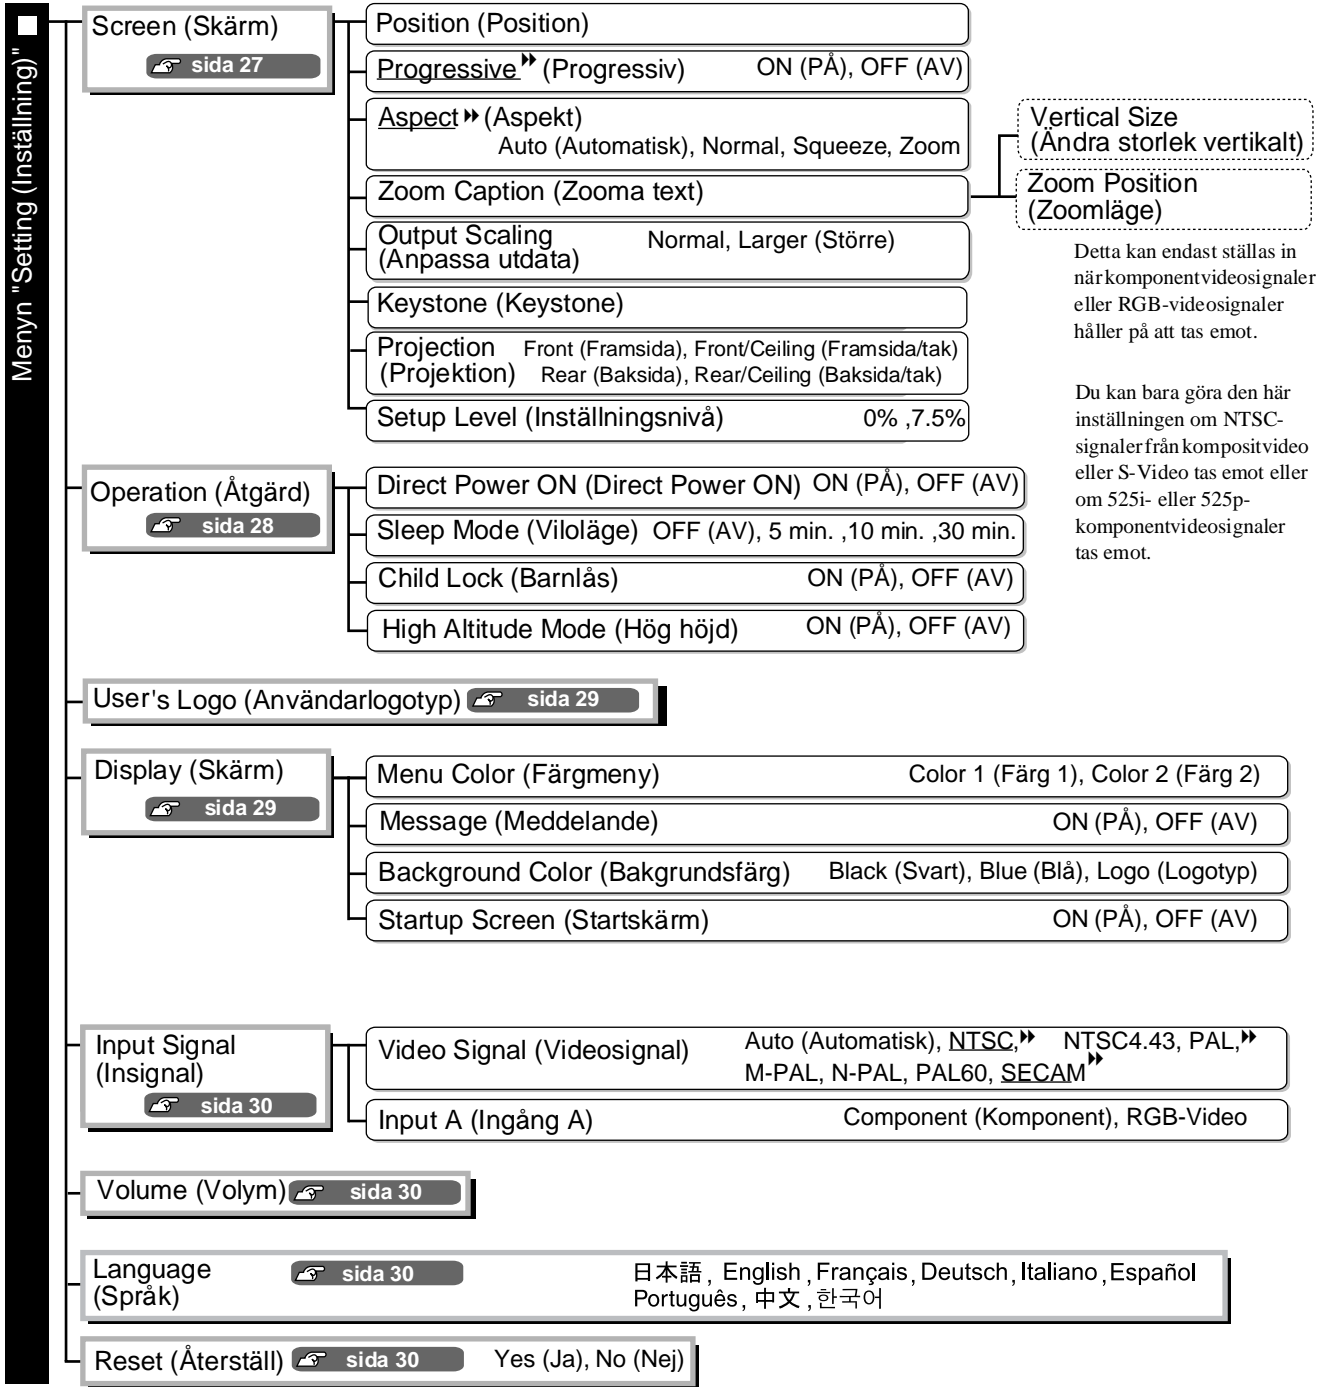 Menyn "Setting (Inställning)"
Screen (Skärm)
sida 27
Position (Position)
Progressive (Progressiv) ON (PÅ), OFF (AV)
Aspect (Aspekt)
Auto (Automatisk), Normal, Squeeze, Zoom
Zoom Caption (Zooma text)
Vertical Size
(Ändra storlek vertikalt)
Zoom Position
(Zoomläge)
Output Scaling Normal, Larger (Större)
(Anpassa utdata)
Keystone (Keystone)
Projection Front (Framsida), Front/Ceiling (Framsida/tak)
(Projektion) Rear (Baksida), Rear/Ceiling (Baksida/tak)
Setup Level (Inställningsnivå) 0% ,7.5%
Detta kan endast ställas in
när komponentvideosignaler
eller RGB-videosignaler
håller på att tas emot.
Du kan bara göra den här
inställningen om NTSC-
signaler från kompositvideo
eller S-Video tas emot eller
om 525i- eller 525p-
komponentvideosignaler
tas emot.
Operation (Åtgärd)
sida 28
Direct Power ON (Direct Power ON) ON (PÅ), OFF (AV)
Sleep Mode (Viloläge) OFF (AV), 5 min. ,10 min. ,30 min.
Child Lock (Barnlås) ON (PÅ), OFF (AV)
High Altitude Mode (Hög höjd) ON (PÅ), OFF (AV)
User's Logo (Användarlogotyp) sida 29
Display (Skärm)
sida 29
Menu Color (Färgmeny) Color 1 (Färg 1), Color 2 (Färg 2)
Message (Meddelande) ON (PÅ), OFF (AV)
Background Color (Bakgrundsfärg) Black (Svart), Blue (Blå), Logo (Logotyp)
Startup Screen (Startskärm) ON (PÅ), OFF (AV)
Input Signal
(Insignal)
sida 30
Video Signal (Videosignal) Auto (Automatisk), NTSC, NTSC4.43, PAL,
M-PAL, N-PAL, PAL60, SECAM
Input A (Ingång A) Component (Komponent), RGB-Video
Volume (Volym) sida 30
Language sida 30 日本語, English, Français, Deutsch, Italiano, Español
(Språk) Português, 中文, 한국어
Reset (Återställ) sida 30 Yes (Ja), No (Nej)